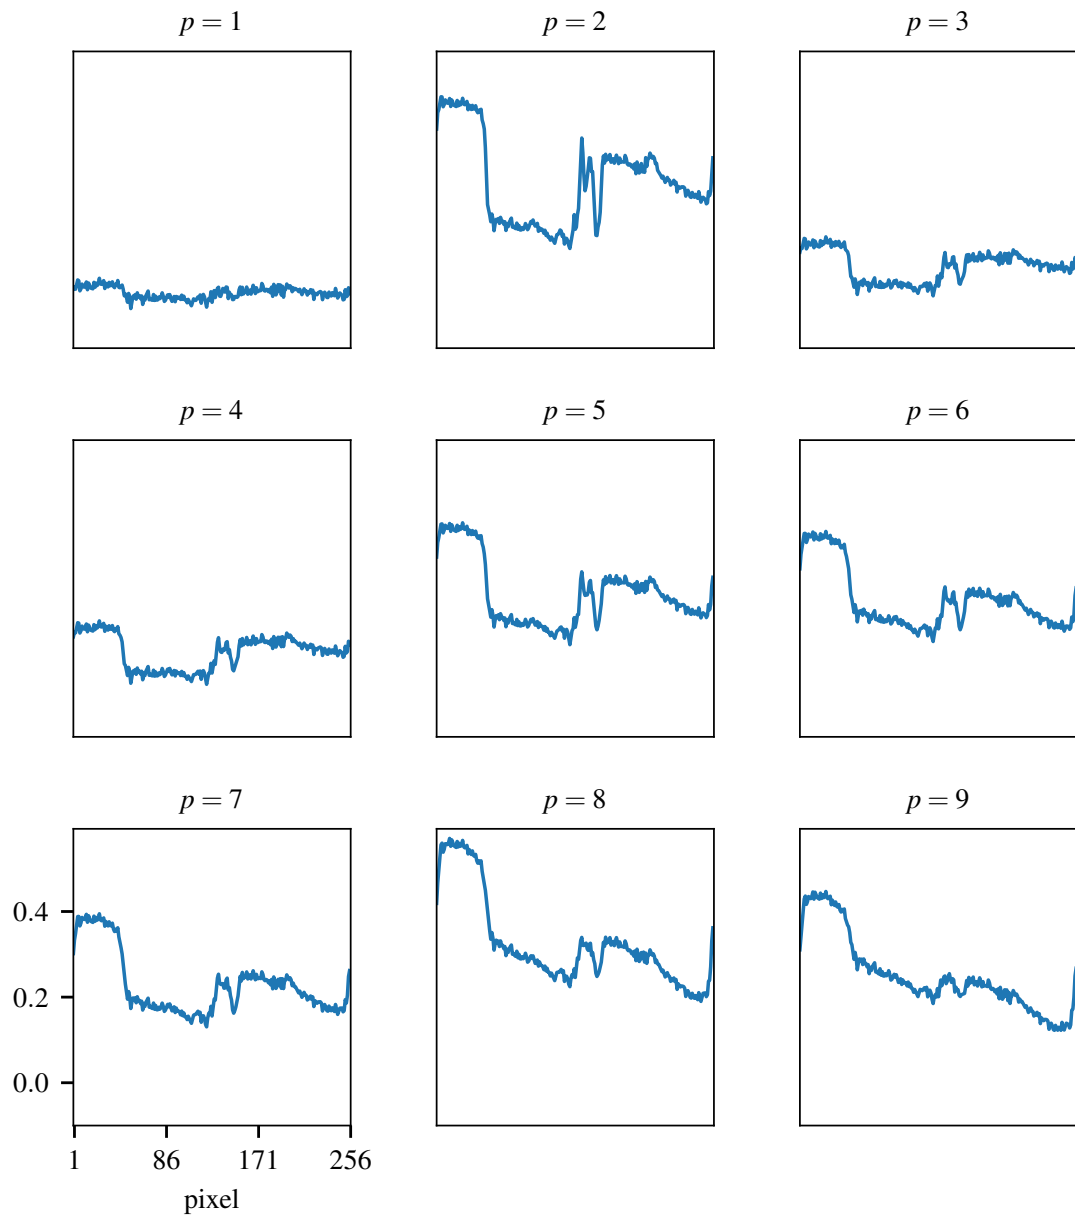 p = 1
p = 2
p = 3
p = 4
p = 5
p = 6
p = 7
p = 8
p = 9
0.4
0.2
0.0
1 86 171 256
pixel